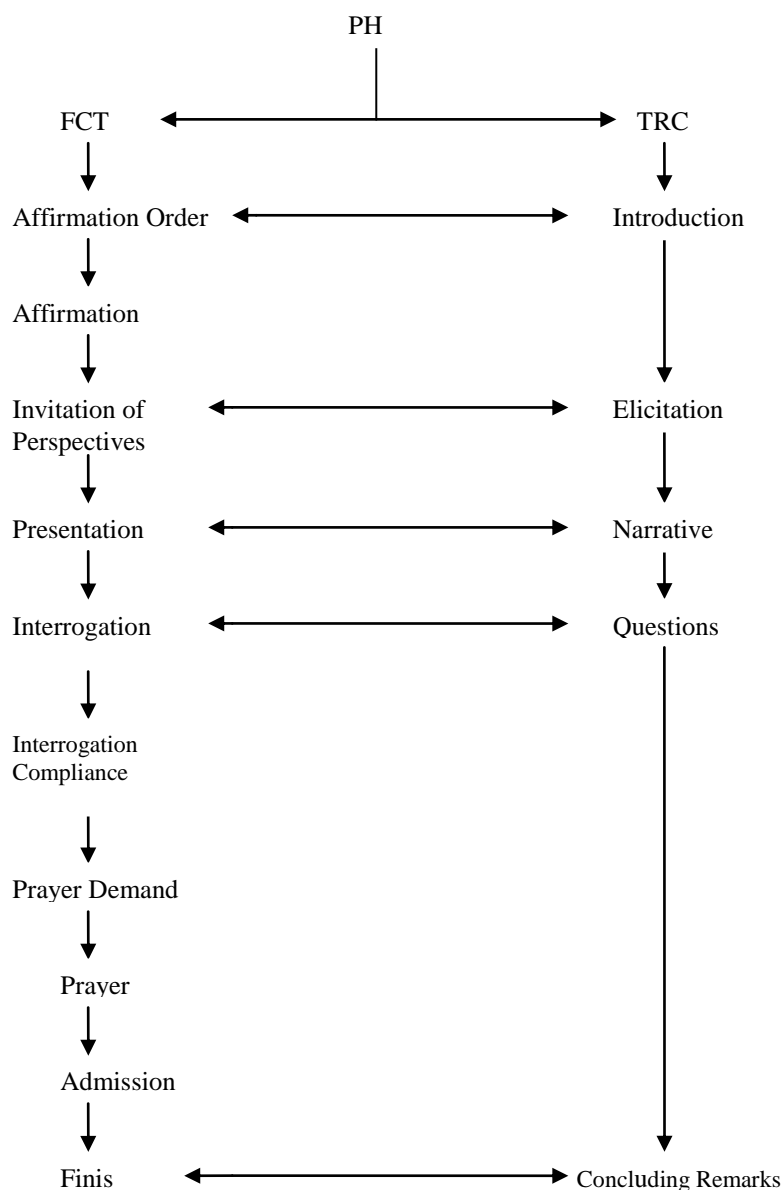 PH
FCT TRC
Affirmation Order Introduction
Affirmation
Invitation of Elicitation
Perspectives
Presentation Narrative
Interrogation Questions
Interrogation
Compliance
Prayer Demand
Prayer
Admission
Finis Concluding Remarks